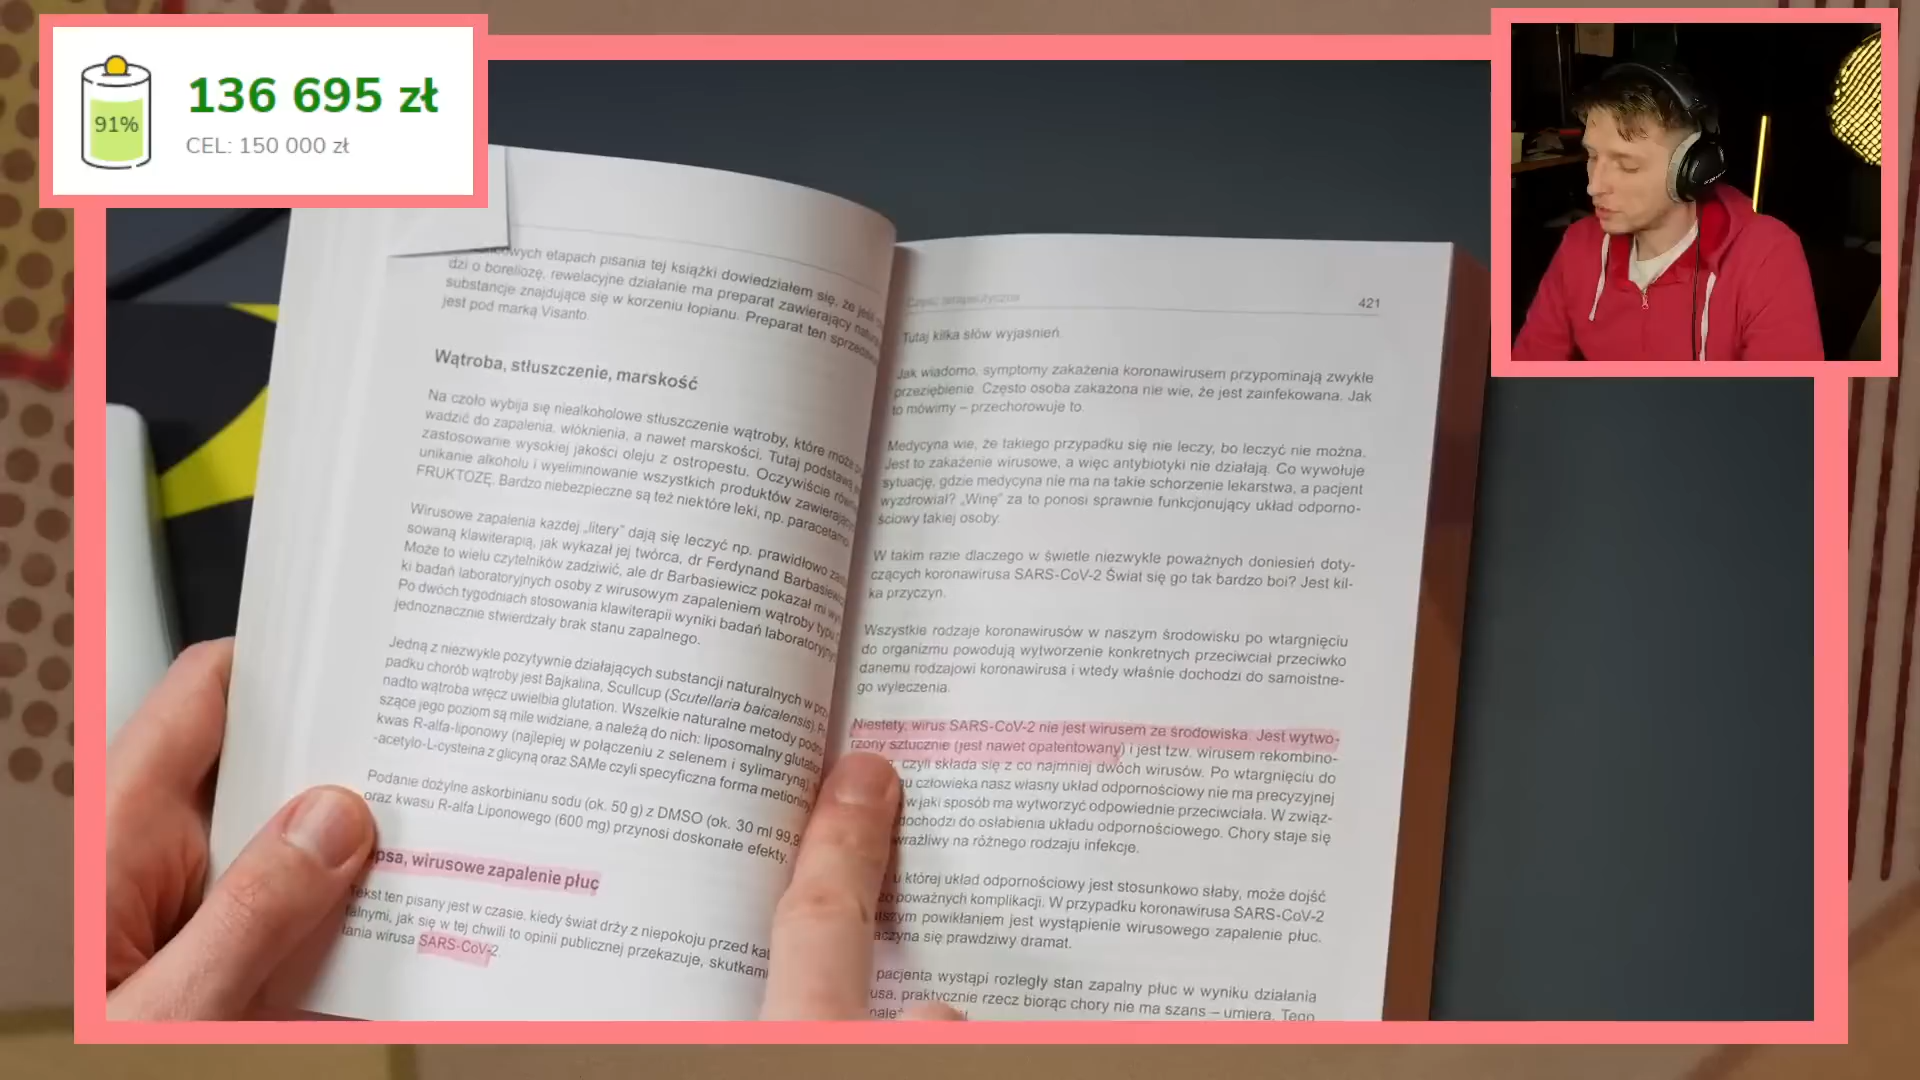 136 695 zł
91%
CEL: 150 000 zł
etapach pisania tej książki dowiedziałem się, że
dzi o boreliozę, rewelacyjne działanie ma preparat zawierający
substancje znajdujące się w korzeniu łopianu. Preparat ten
jest pod marką Visanto.
Wątroba, stłuszczenie, marskość
Na czoło wybija się niealkoholowe stłuszczenie wątroby, które może
wadzić do zapalenia, włóknienia, a nawet marskości. Tutaj
zastosowanie wysokiej jakości oleju z ostropestu. Oczywiście
unikanie alkoholu i wyeliminowanie wszystkich produktów
FRUKTOZĘ. Bardzo niebezpieczne są też niektóre leki, np.
Wirusowe zapalenia każdej „litery” dają się leczyć np. prawidłowo
sowaną klawiterapią, jak wykazał jej twórca, dr Ferdynand
Może to wielu czytelników zadziwić, ale dr Barbasiewicz pokazał mi
ki badań laboratoryjnych osoby z wirusowym zapaleniem wątroby typu
Po dwóch tygodniach stosowania klawiterapii wyniki badań
jednoznacznie stwierdzały brak stanu zapalnego.
Jedną z niezwykle pozytywnie działających substancji naturalnych w
padku chorób wątroby jest Bajkalina, Scullcup (Scutellaria baicalensis).
nadto wątroba wręcz uwielbia glutation. Wszelkie naturalne metody
szące jego poziom są mile widziane, a należą do nich: liposomalny
kwas R-alfa-liponowy (najlepiej w połączeniu z selenem i sylimaryną),
-acetylo-L-cysteina z glicyną oraz SAMe czyli specyficzna forma
Podanie dożylne askorbinianu sodu (ok. 50 g) z DMSO (ok. 30 ml
oraz kwasu R-alfa Liponowego (600 mg) przynosi doskonałe efekty.
wirusowe zapalenie płuc
Tekst ten pisany jest w czasie, kiedy świat drży z niepokoju przed
jak się w tej chwili to opinii publicznej przekazuje, skutkami
wirusa SARS-CoV-2.
Część terapeutyczna
421
Tutaj kilka słów wyjaśnień.
Jak wiadomo, symptomy zakażenia koronawirusem przypominają zwykłe
przeziębienie. Często osoba zakażona nie wie, że jest zainfekowana. Jak
to mówimy – przechorowuje to.
Medycyna wie, że takiego przypadku się nie leczy, bo leczyć nie można.
Jest to zakażenie wirusowe, a więc antybiotyki nie działają. Co wywołuje
sytuację, gdzie medycyna nie ma na takie schorzenie lekarstwa, a pacjent
wyzdrowiał? „Winę” za to ponosi sprawnie funkcjonujący układ odporno-
ściowy takiej osoby.
W takim razie dlaczego w świetle niezwykle poważnych doniesień doty-
czących koronawirusa SARS-CoV-2 Świat się go tak bardzo boi? Jest kil-
ka przyczyn.
Wszystkie rodzaje koronawirusów w naszym środowisku po wtargnięciu
do organizmu powodują wytworzenie konkretnych przeciwciał przeciwko
danemu rodzajowi koronawirusa i wtedy właśnie dochodzi do samoistne-
go wyleczenia.
Niestety, wirus SARS-CoV-2 nie jest wirusem ze środowiska. Jest wytwo-
rzony sztucznie (jest nawet opatentowany) i jest tzw. wirusem rekombino-
czyli składa się z co najmniej dwóch wirusów. Po wtargnięciu do
człowieka nasz własny układ odpornościowy nie ma precyzyjnej
w jaki sposób ma wytworzyć odpowiednie przeciwciała. W związ-
dochodzi do osłabienia układu odpornościowego. Chory staje się
wrażliwy na różnego rodzaju infekcje.
u której układ odpornościowy jest stosunkowo słaby, może dojść
poważnych komplikacji. W przypadku koronawirusa SARS-CoV-2
powikłaniem jest wystąpienie wirusowego zapalenie płuc.
się prawdziwy dramat.
pacjenta wystąpi rozległy stan zapalny płuc w wyniku działania
praktycznie rzecz biorąc chory nie ma szans – umiera. Tego